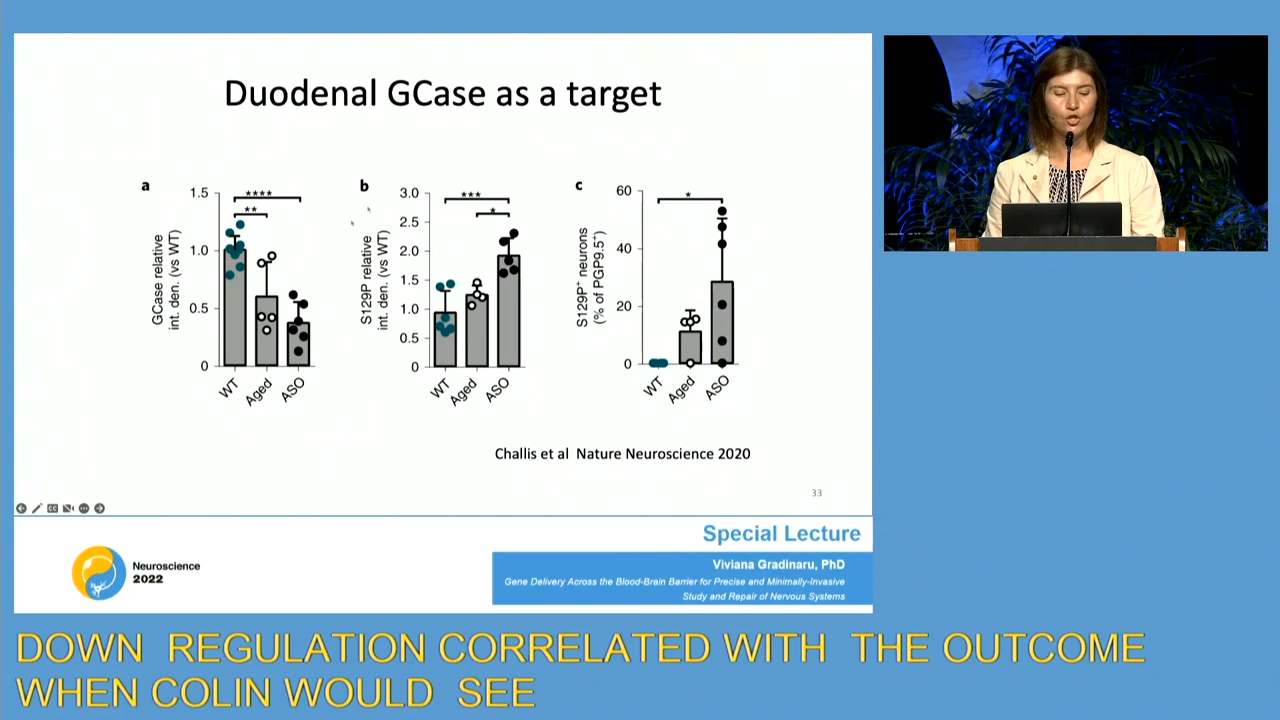 Duodenal GCase as a target
a
GCase relative
int. den. (vs WT)
1.5
1.0
0.5
0
****
**
WT
Aged
ASO
b
S129P relative
int. den. (vs WT)
3.0
2.5
2.0
1.5
1.0
0.5
0
***
*
WT
Aged
ASO
c
S129P⁺ neurons
(% of PGP9.5⁺)
60
40
20
0
*
WT
Aged
ASO
Challis et al Nature Neuroscience 2020
33
Special Lecture
Neuroscience
2022
Viviana Gradinaru, PhD
Gene Delivery Across the Blood-Brain Barrier for Precise and Minimally-Invasive
Study and Repair of Nervous Systems
DOWN REGULATION CORRELATED WITH THE OUTCOME
WHEN COLIN WOULD SEE